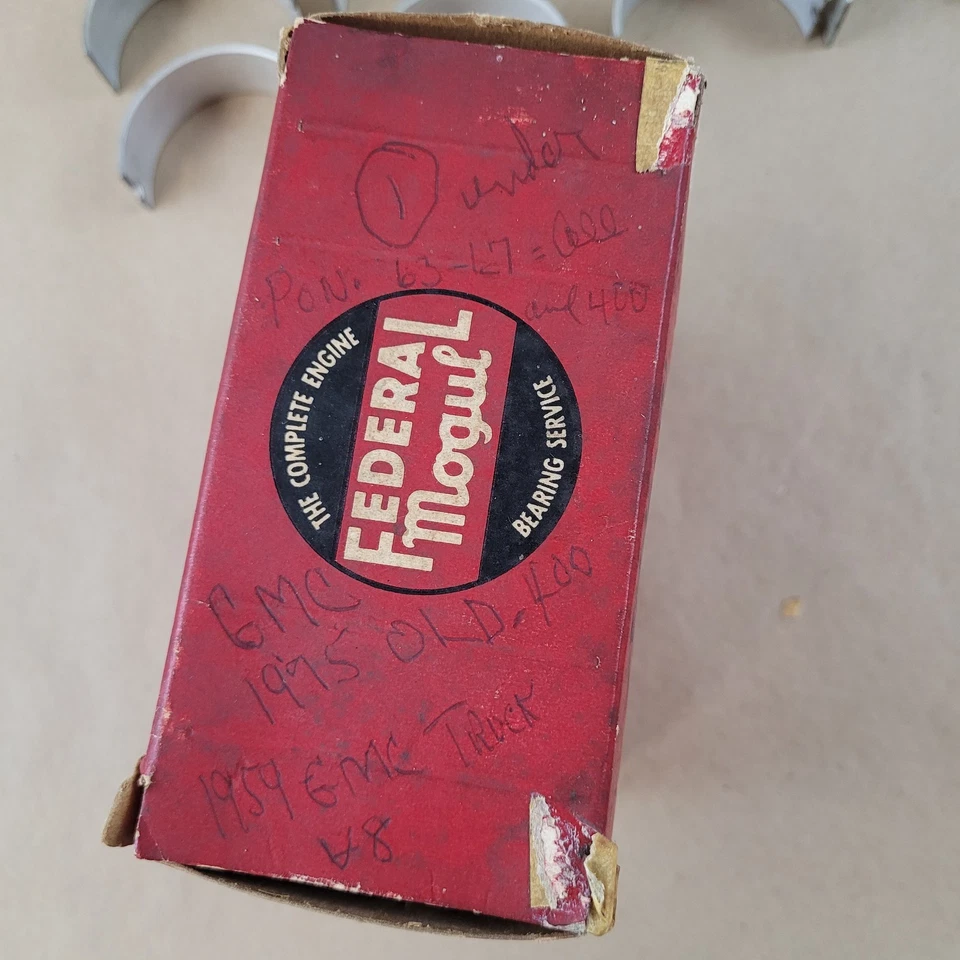 1 under
PON. 63-67 = all
and 400
THE COMPLETE ENGINE
FEDERAL
Mogul
BEARING SERVICE
GMC
1975 OLD. 400
1959 GMC TRUCK
V8